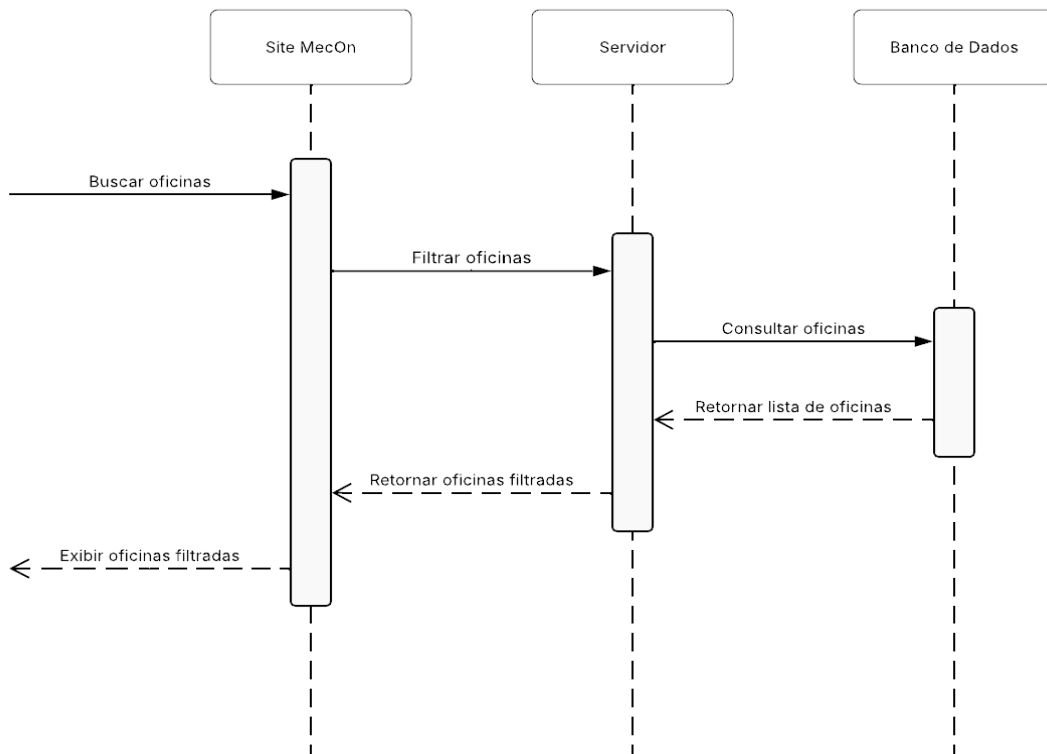 Site MecOn
Servidor
Banco de Dados
Buscar oficinas
Filtrar oficinas
Consultar oficinas
Retornar lista de oficinas
Retornar oficinas filtradas
Exibir oficinas filtradas